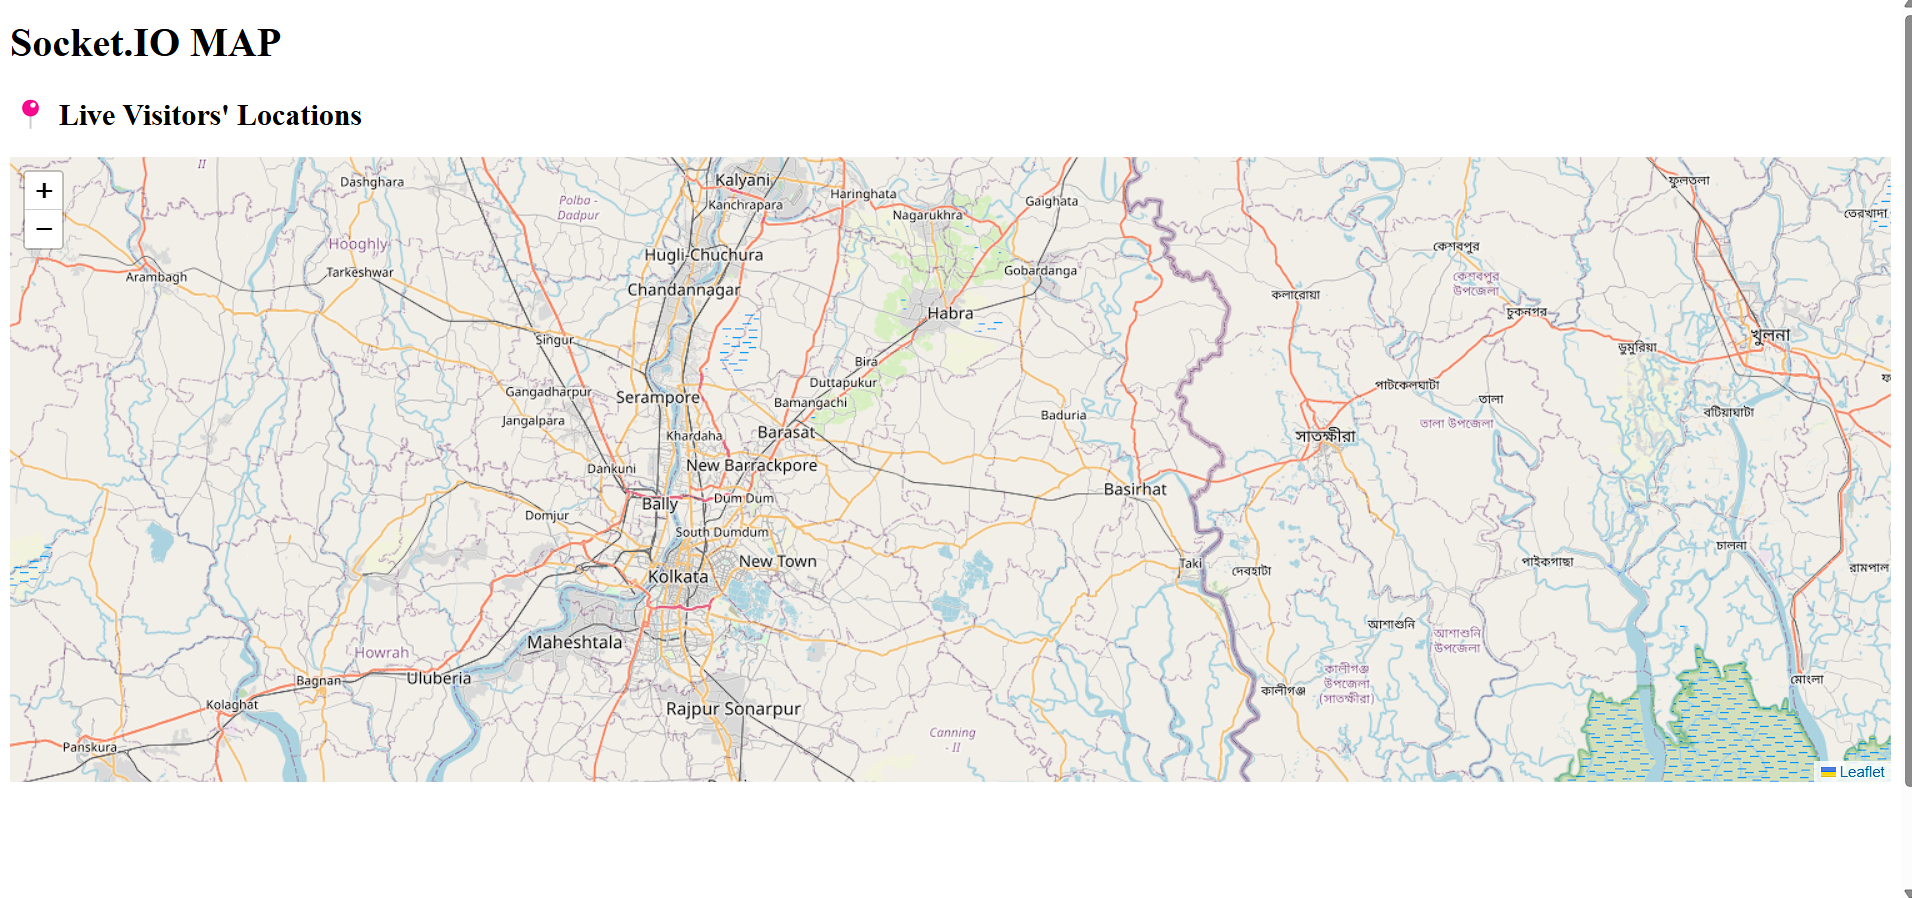 Socket.IO MAP
Live Visitors' Locations
+
−
II
Dashghara
Polba -
Dadpur
Kalyani
Kanchrapara
Haringhata
Nagarukhra
Gaighata
ফুলতলা
তেরখাদা
Hooghly
Arambagh
Tarkeshwar
Hugli-Chuchura
Chandannagar
Gobardanga
কেশবপুর
কেশবপুর
উপজেলা
কলারোয়া
চুকনগর
Habra
Singur
খুলনা
ডুমুরিয়া
Bira
Duttapukur
Bamangachi
Gangadharpur
Serampore
পাটকেলঘাটা
তালা
Jangalpara
Baduria
বটিয়াঘাটা
তালা উপজেলা
Khardaha
Barasat
সাতক্ষীরা
Dankuni
New Barrackpore
Basirhat
Bally
Dum Dum
Domjur
South Dumdum
New Town
Kolkata
Taki
দেবহাটা
পাইকগাছা
চালনা
রামপাল
Maheshtala
আশাশুনি
আশাশুনি
উপজেলা
Howrah
Bagnan
Uluberia
কালীগঞ্জ
উপজেলা
(সাতক্ষীরা)
কালীগঞ্জ
মোংলা
Kolaghat
Rajpur Sonarpur
Panskura
Canning
- II
Leaflet